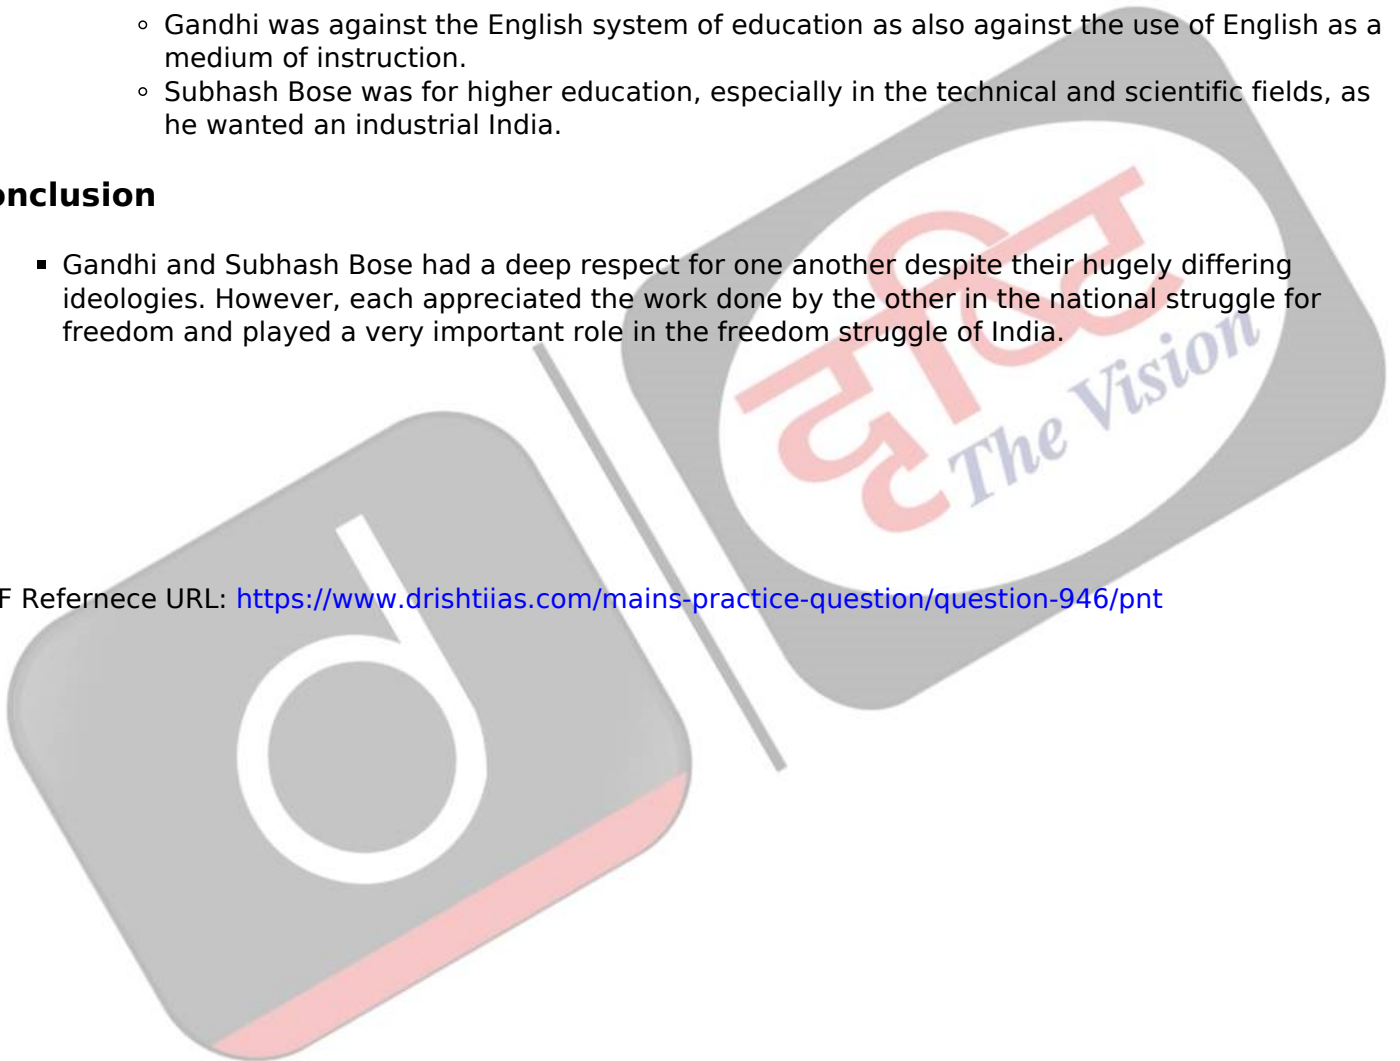 ◦ Gandhi was against the English system of education as also against the use of English as a
medium of instruction.
◦ Subhash Bose was for higher education, especially in the technical and scientific fields, as
he wanted an industrial India.
onclusion
▪ Gandhi and Subhash Bose had a deep respect for one another despite their hugely differing
ideologies. However, each appreciated the work done by the other in the national struggle for
freedom and played a very important role in the freedom struggle of India.
दृष्टि
The Vision
F Refernece URL: https://www.drishtiias.com/mains-practice-question/question-946/pnt
d